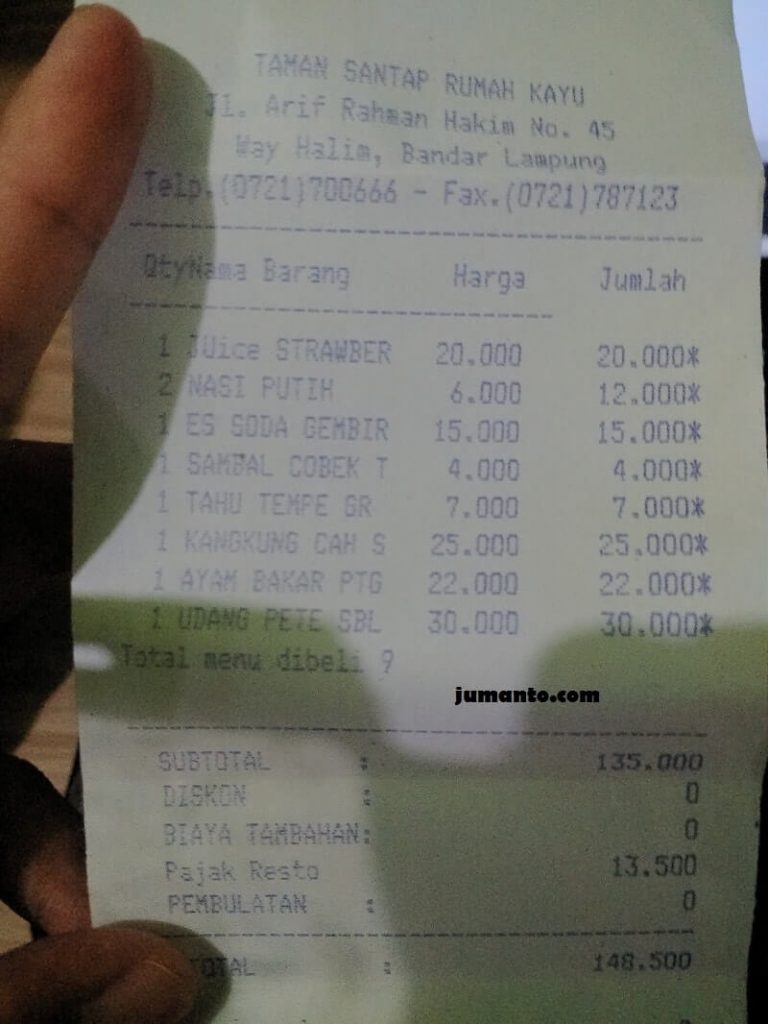 TAMAN SANTAP RUMAH KAYU
Jl. Arif Rahman Hakim No. 45
Way Halim, Bandar Lampung
Telp.(0721)700666 - Fax.(0721)787123
QtyNama Barang Harga Jumlah
1 JUice STRAWBER 20.000 20.000*
2 NASI PUTIH 6.000 12.000*
1 ES SODA GEMBIR 15.000 15.000*
1 SAMBAL COBEK T 4.000 4.000*
1 TAHU TEMPE GR 7.000 7.000*
1 KANGKUNG CAH S 25.000 25.000*
1 AYAM BAKAR PTG 22.000 22.000*
1 UDANG PETE SBL 30.000 30.000*
Total menu dibeli 9
jumanto.com
SUBTOTAL : 135.000
DISKON : 0
BIAYA TAMBAHAN: 0
Pajak Resto 13.500
PEMBULATAN : 0
OTAL : 148.500